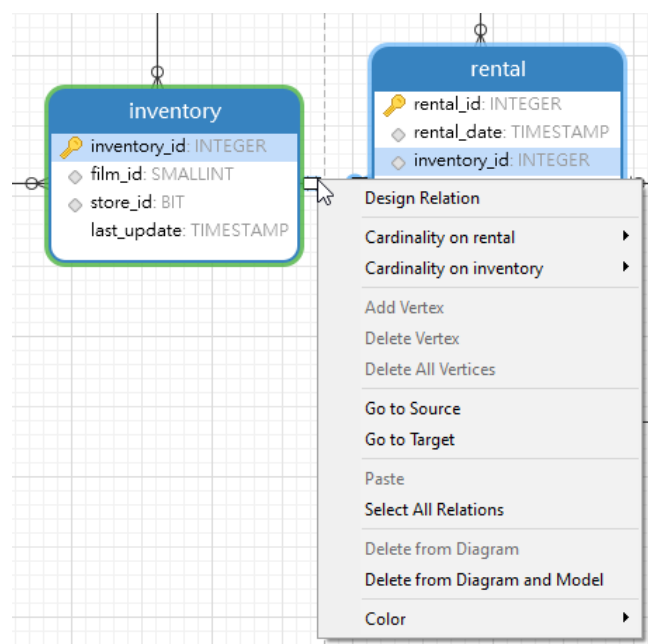 inventory
inventory_id: INTEGER
film_id: SMALLINT
store_id: BIT
last_update: TIMESTAMP
rental
rental_id: INTEGER
rental_date: TIMESTAMP
inventory_id: INTEGER
Design Relation
Cardinality on rental
Cardinality on inventory
Add Vertex
Delete Vertex
Delete All Vertices
Go to Source
Go to Target
Paste
Select All Relations
Delete from Diagram
Delete from Diagram and Model
Color